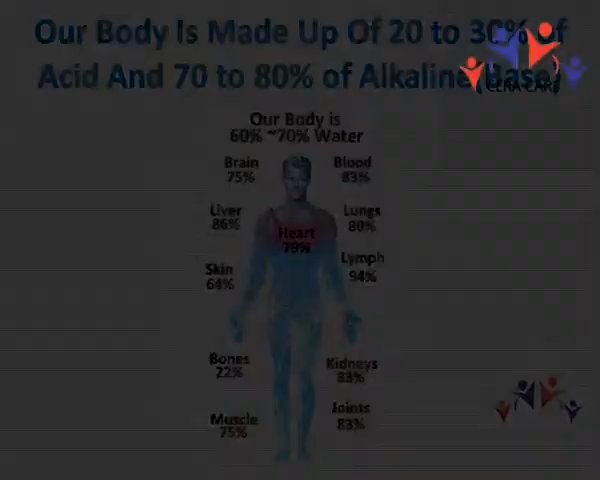 Our Body Is Made Up Of 20 to 30% of
Acid And 70 to 80% of Alkaline
Our Body is
60% ~70% Water
Brain
75%
Blood
83%
Liver
86%
Lungs
80%
Heart
79%
Lymph
94%
Skin
64%
Bones
22%
Kidneys
83%
Muscle
75%
Joints
83%